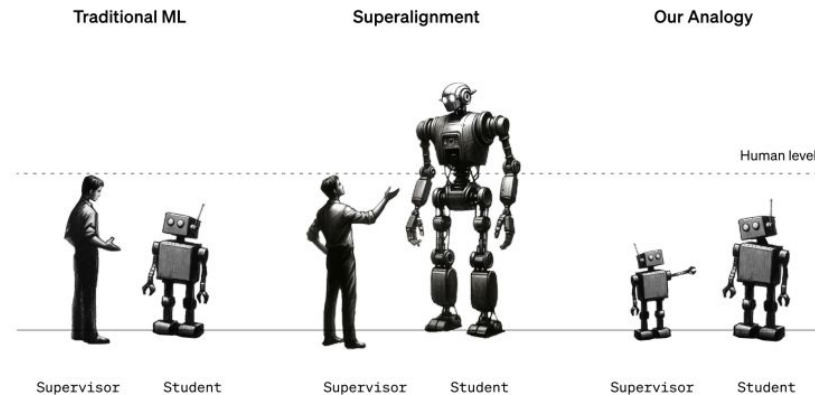 Traditional ML
Superalignment
Our Analogy
Human level
Supervisor
Student
Supervisor
Student
Supervisor
Student